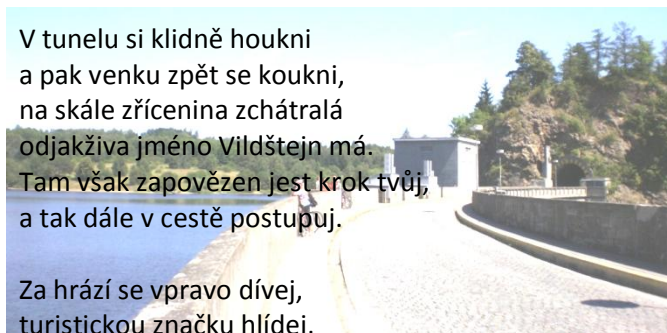 V tunelu si klidně houkni
a pak venku zpět se koukni,
na skále zřícenina zchátralá
odjakživa jméno Vildštejn má.
Tam však zapovězen jest krok tvůj,
a tak dále v cestě postupuj.
Za hrází se vpravo dívej,
turistickou značku hlídej.